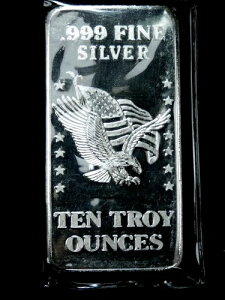 .999 FINE
SILVER
TEN TROY
OUNCES